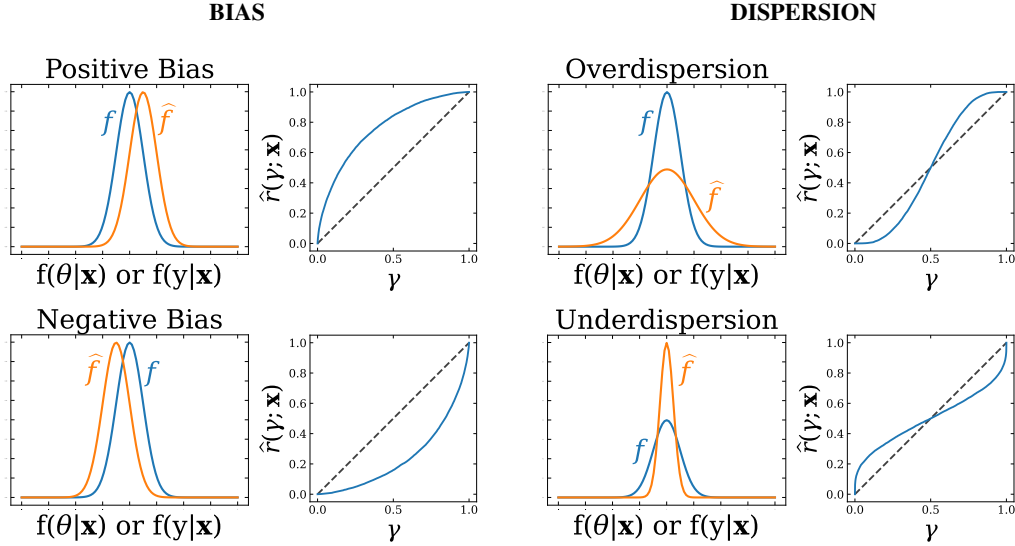 BIAS
DISPERSION
Positive Bias
f
f̂
f(θ|x) or f(y|x)
1.0
0.8
0.6
0.4
0.2
0.0
r̂(γ; x)
0.0
0.5
1.0
γ
Overdispersion
f
f̂
f(θ|x) or f(y|x)
1.0
0.8
0.6
0.4
0.2
0.0
r̂(γ; x)
0.0
0.5
1.0
γ
Negative Bias
f̂
f
f(θ|x) or f(y|x)
1.0
0.8
0.6
0.4
0.2
0.0
r̂(γ; x)
0.0
0.5
1.0
γ
Underdispersion
f̂
f
f(θ|x) or f(y|x)
1.0
0.8
0.6
0.4
0.2
0.0
r̂(γ; x)
0.0
0.5
1.0
γ